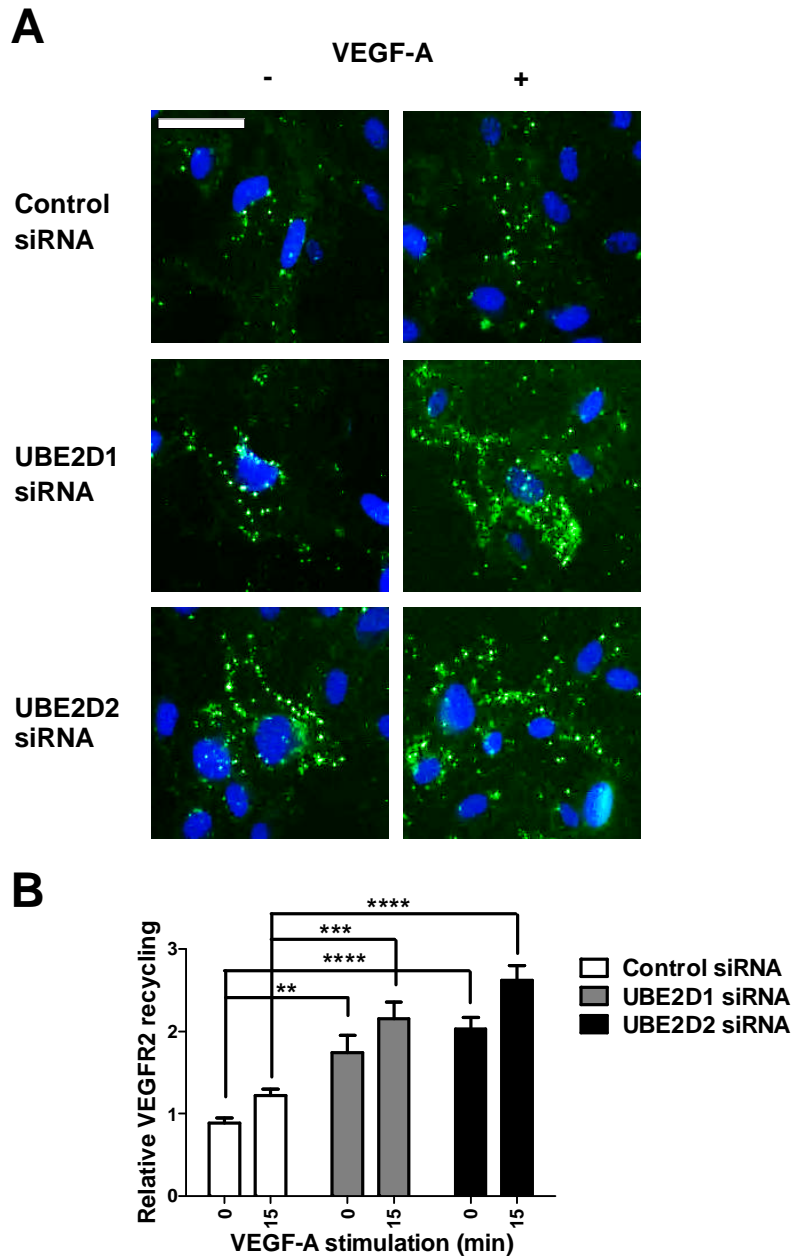 A
VEGF-A
- +
Control
siRNA
UBE2D1
siRNA
UBE2D2
siRNA
B
Relative VEGFR2 recycling
3
2
1
0
****
***
****
**
0 15 0 15 0 15
VEGF-A stimulation (min)
Control siRNA
UBE2D1 siRNA
UBE2D2 siRNA